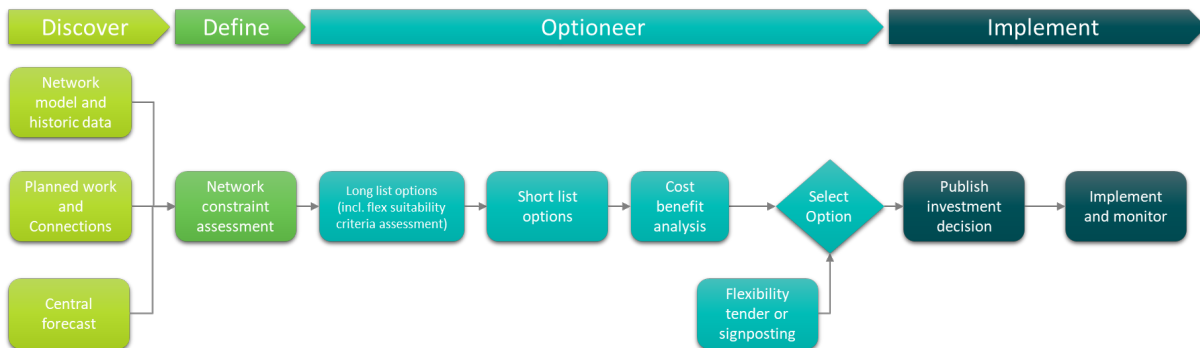 Discover
Define
Optioneer
Implement
Network
model and
historic data
Planned work
and
Connections
Central
forecast
Network
constraint
assessment
Long list options
(incl. flex suitability
criteria assessment)
Short list
options
Cost
benefit
analysis
Select
Option
Flexibility
tender or
signposting
Publish
investment
decision
Implement
and monitor